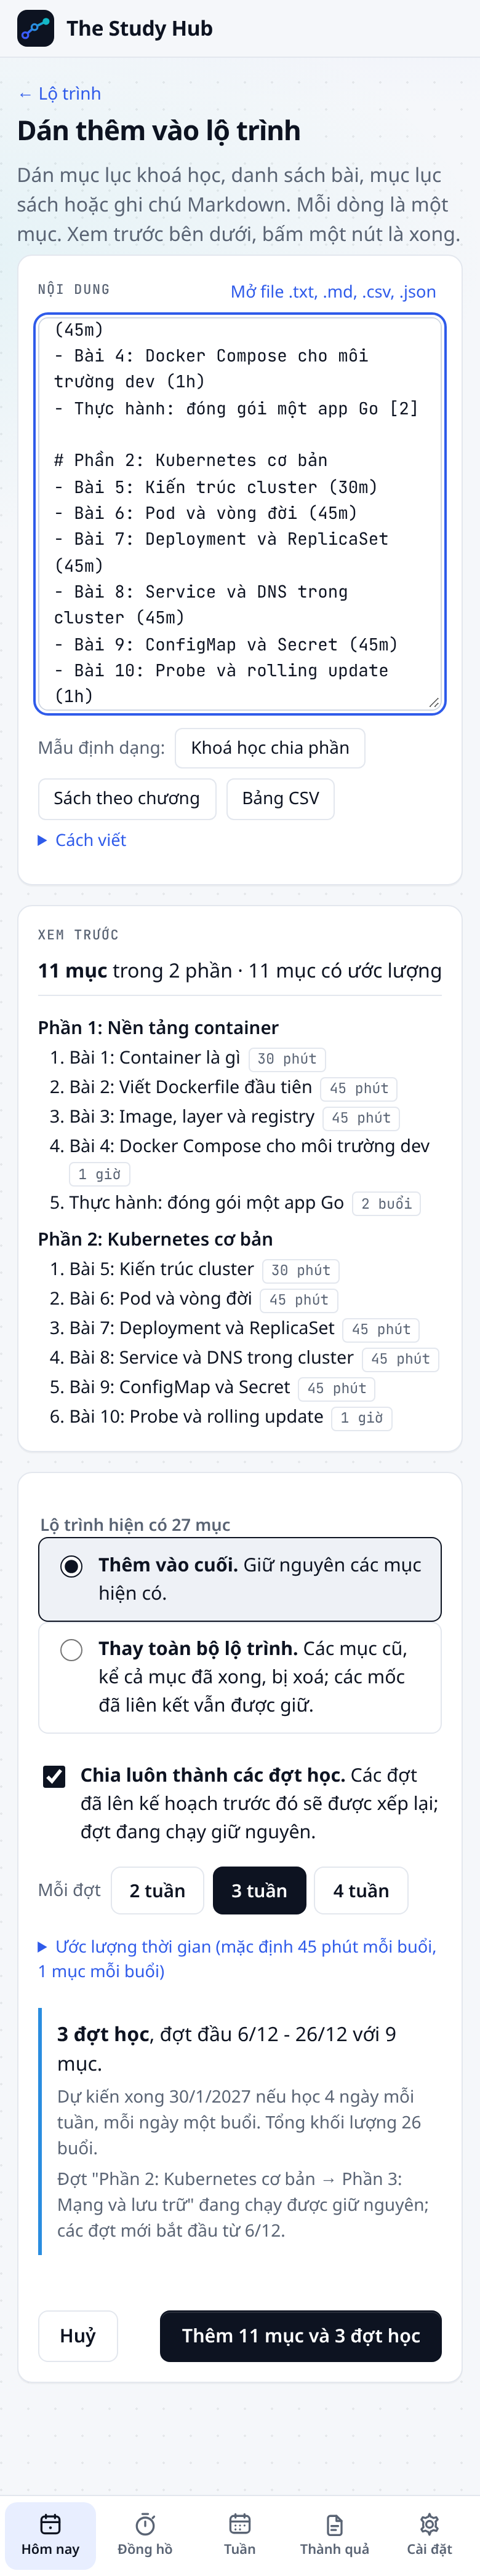 The Study Hub
← Lộ trình
Dán thêm vào lộ trình
Dán mục lục khoá học, danh sách bài, mục lục
sách hoặc ghi chú Markdown. Mỗi dòng là một
mục. Xem trước bên dưới, bấm một nút là xong.
NỘI DUNG
Mở file .txt, .md, .csv, .json
(45m)
- Bài 4: Docker Compose cho môi
trường dev (1h)
- Thực hành: đóng gói một app Go [2]
# Phần 2: Kubernetes cơ bản
- Bài 5: Kiến trúc cluster (30m)
- Bài 6: Pod và vòng đời (45m)
- Bài 7: Deployment và ReplicaSet
(45m)
- Bài 8: Service và DNS trong
cluster (45m)
- Bài 9: ConfigMap và Secret (45m)
- Bài 10: Probe và rolling update
(1h)
Mẫu định dạng: Khoá học chia phần
Sách theo chương Bảng CSV
▶ Cách viết
XEM TRƯỚC
11 mục trong 2 phần · 11 mục có ước lượng
Phần 1: Nền tảng container
1. Bài 1: Container là gì 30 phút
2. Bài 2: Viết Dockerfile đầu tiên 45 phút
3. Bài 3: Image, layer và registry 45 phút
4. Bài 4: Docker Compose cho môi trường dev
1 giờ
5. Thực hành: đóng gói một app Go 2 buổi
Phần 2: Kubernetes cơ bản
1. Bài 5: Kiến trúc cluster 30 phút
2. Bài 6: Pod và vòng đời 45 phút
3. Bài 7: Deployment và ReplicaSet 45 phút
4. Bài 8: Service và DNS trong cluster 45 phút
5. Bài 9: ConfigMap và Secret 45 phút
6. Bài 10: Probe và rolling update 1 giờ
Lộ trình hiện có 27 mục
Thêm vào cuối. Giữ nguyên các mục
hiện có.
Thay toàn bộ lộ trình. Các mục cũ,
kể cả mục đã xong, bị xoá; các mốc
đã liên kết vẫn được giữ.
Chia luôn thành các đợt học. Các đợt
đã lên kế hoạch trước đó sẽ được xếp lại;
đợt đang chạy giữ nguyên.
Mỗi đợt 2 tuần 3 tuần 4 tuần
▶ Ước lượng thời gian (mặc định 45 phút mỗi buổi,
1 mục mỗi buổi)
3 đợt học, đợt đầu 6/12 - 26/12 với 9
mục.
Dự kiến xong 30/1/2027 nếu học 4 ngày mỗi
tuần, mỗi ngày một buổi. Tổng khối lượng 26
buổi.
Đợt "Phần 2: Kubernetes cơ bản → Phần 3:
Mạng và lưu trữ" đang chạy được giữ nguyên;
các đợt mới bắt đầu từ 6/12.
Huỷ Thêm 11 mục và 3 đợt học
Hôm nay Đồng hồ Tuần Thành quả Cài đặt